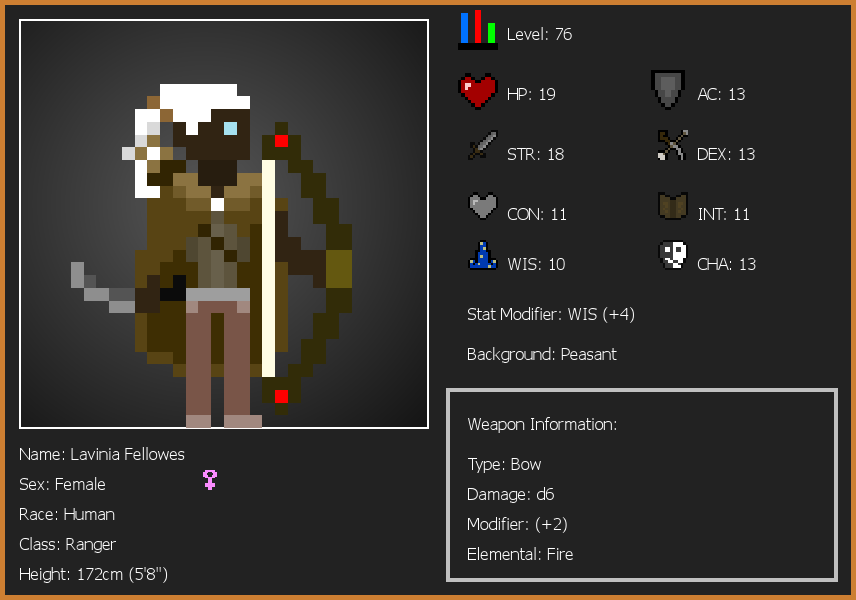 Level: 76
HP: 19
AC: 13
STR: 18
DEX: 13
CON: 11
INT: 11
WIS: 10
CHA: 13
Stat Modifier: WIS (+4)
Background: Peasant
Weapon Information:
Type: Bow
Damage: d6
Modifier: (+2)
Elemental: Fire
Name: Lavinia Fellowes
Sex: Female
Race: Human
Class: Ranger
Height: 172cm (5'8")